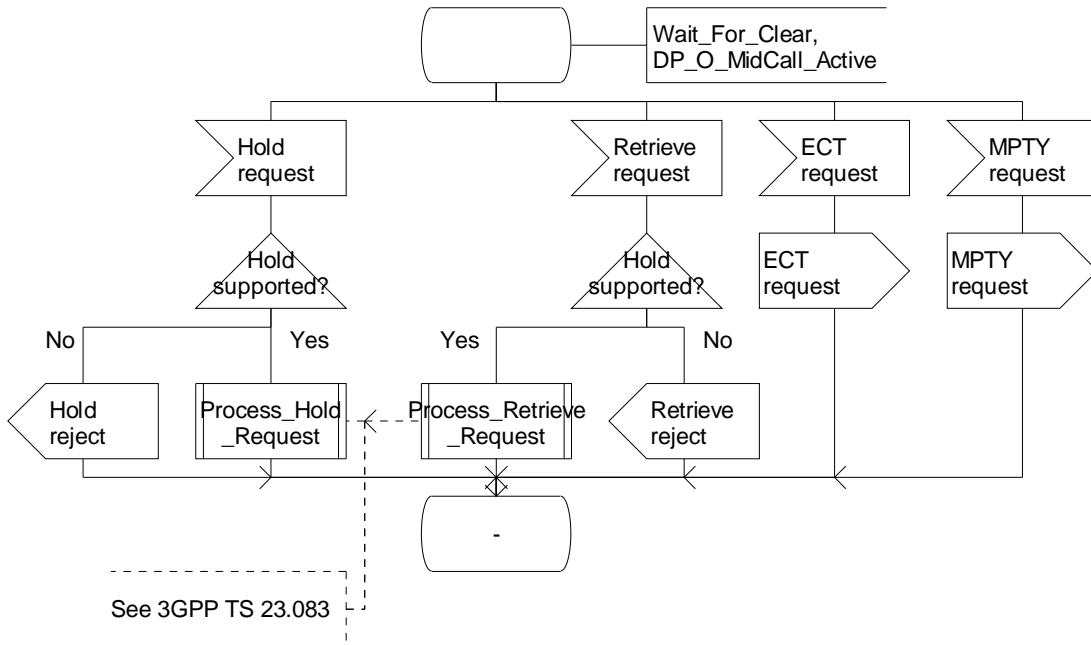 Wait_For_Clear,
DP_O_MidCall_Active
Hold
request
Retrieve
request
ECT
request
MPTY
request
Hold
supported?
Hold
supported?
ECT
request
MPTY
request
No
Yes
Yes
No
Hold
reject
Process_Hold
_Request
Process_Retrieve
_Request
Retrieve
reject
-
See 3GPP TS 23.083